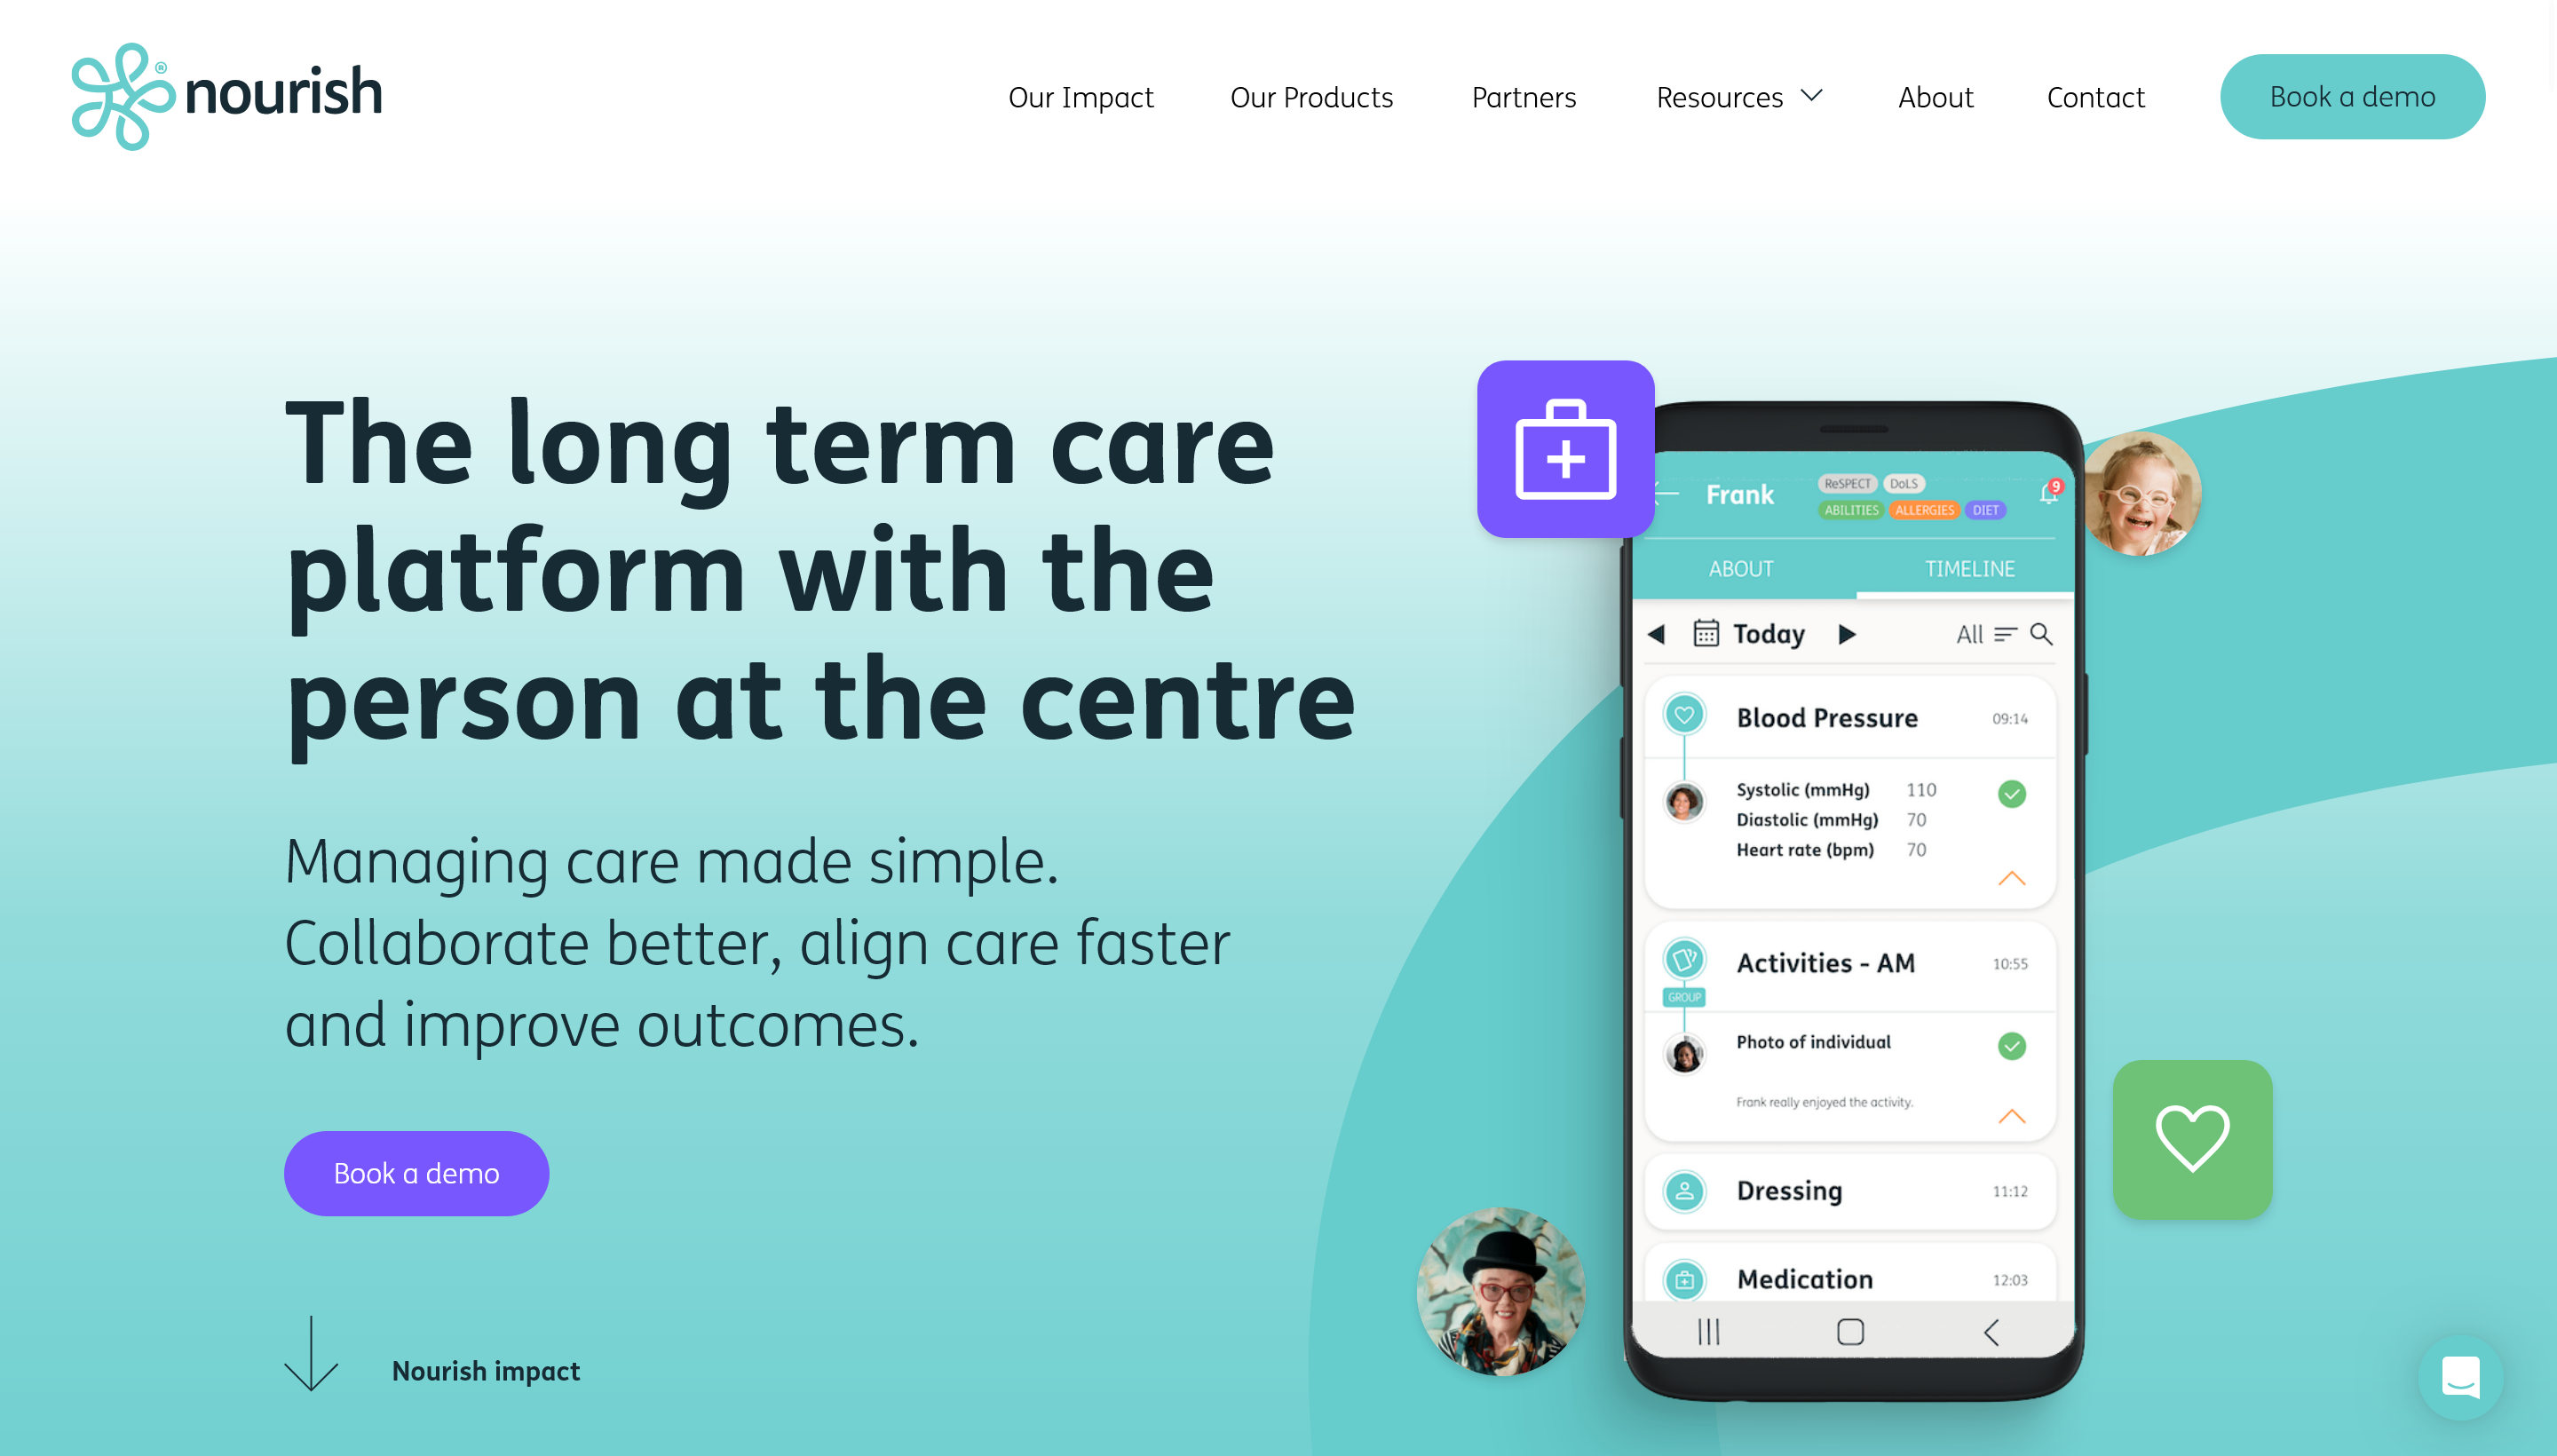 nourish
Our Impact
Our Products
Partners
Resources
About
Contact
Book a demo
The long term care
platform with the
person at the centre
Managing care made simple.
Collaborate better, align care faster
and improve outcomes.
Book a demo
Nourish impact
Frank
ReSPECT DoLS
ABILITIES ALLERGIES DIET
9
ABOUT TIMELINE
Today All
Blood Pressure 09:14
Systolic (mmHg) 110
Diastolic (mmHg) 70
Heart rate (bpm) 70
Activities - AM 10:55
GROUP
Photo of individual
Frank really enjoyed the activity.
Dressing 11:12
Medication 12:03